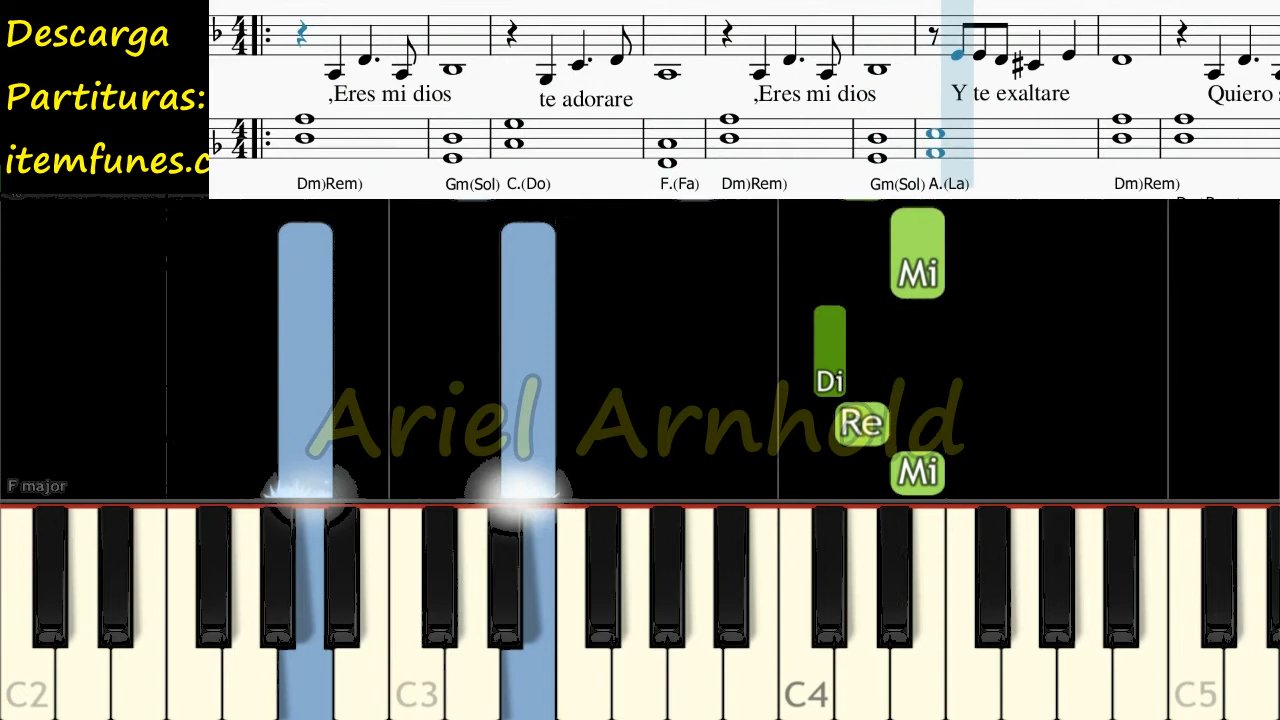 Descarga
Partituras:
itemfunes.c
,Eres mi dios te adorare ,Eres mi dios Y te exaltare Quiero s
Dm)Rem) Gm(Sol) C.(Do) F.(Fa) Dm)Rem) Gm(Sol) A.(La) Dm)Rem)
Mi
Di
Re
Mi
Ariel Arnhold
F major
C2 C3 C4 C5